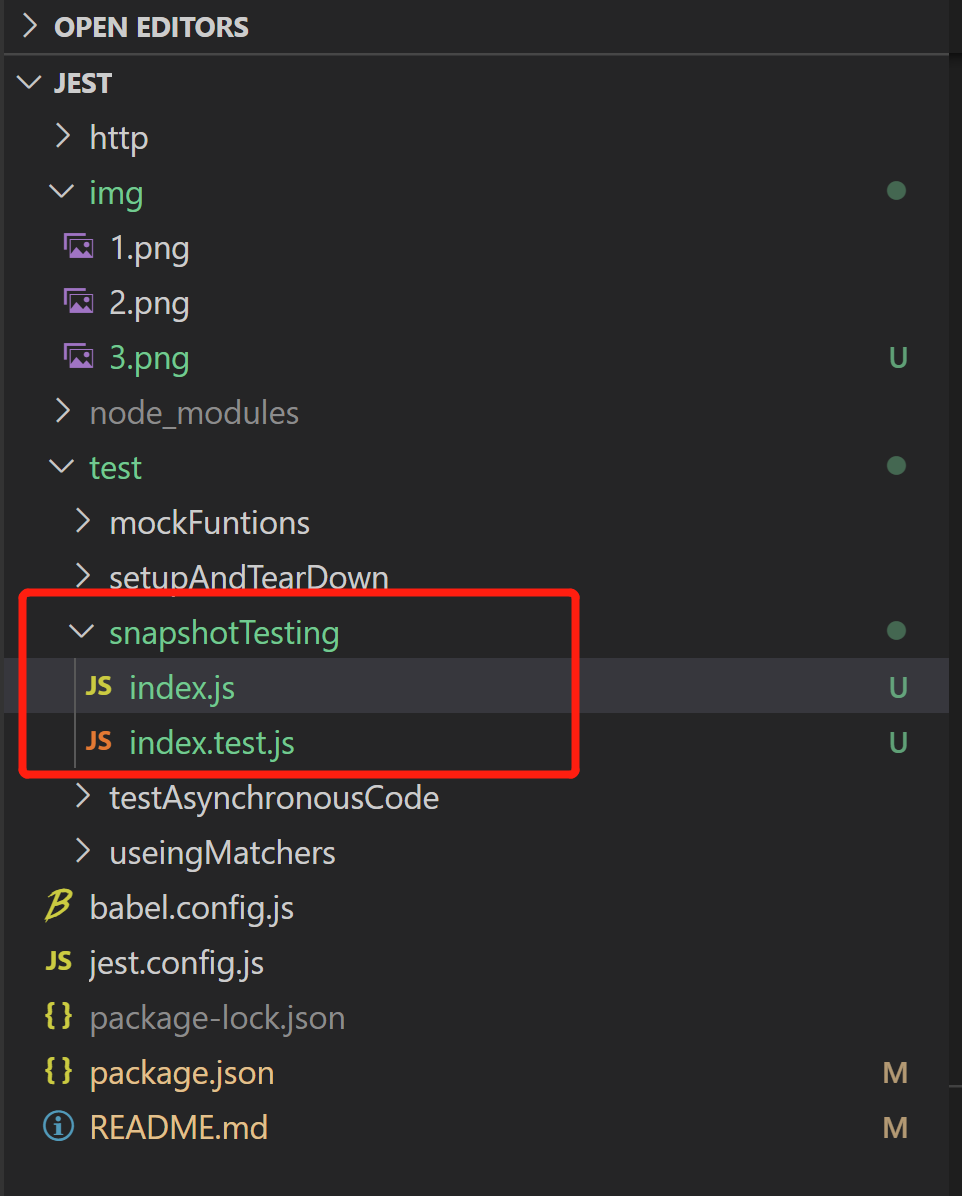 OPEN EDITORS
JEST
http
img
1.png
2.png
3.png U
node_modules
test
mockFuntions
setupAndTearDown
snapshotTesting
JS index.js U
JS index.test.js U
testAsynchronousCode
useingMatchers
babel.config.js
JS jest.config.js
{ } package-lock.json
{ } package.json M
README.md M